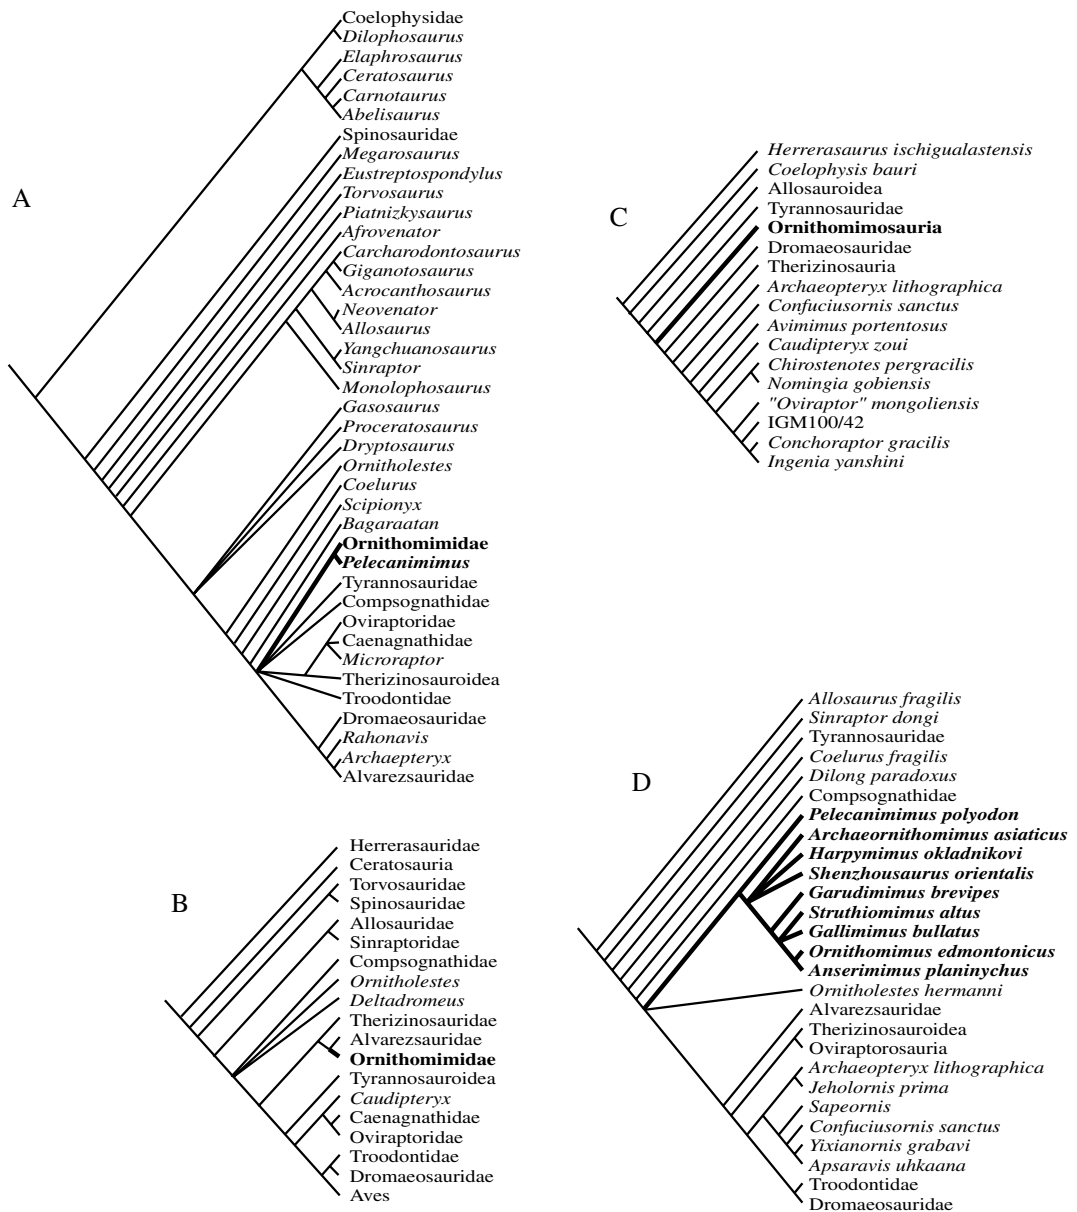 A
Coelophysidae
Dilophosaurus
Elaphrosaurus
Ceratosaurus
Carnotaurus
Abelisaurus
Spinosauridae
Megarosaurus
Eustreptospondylus
Torvosaurus
Piatnizkysaurus
Afrovenator
Carcharodontosaurus
Giganotosaurus
Acrocanthosaurus
Neovenator
Allosaurus
Yangchuanosaurus
Sinraptor
Monolophosaurus
Gasosaurus
Proceratosaurus
Dryptosaurus
Ornitholestes
Coelurus
Scipionyx
Bagaraatan
Ornithomimidae
Pelecanimimus
Tyrannosauridae
Compsognathidae
Oviraptoridae
Caenagnathidae
Microraptor
Therizinosauroidea
Troodontidae
Dromaeosauridae
Rahonavis
Archaepteryx
Alvarezsauridae
B
Herrerasauridae
Ceratosauria
Torvosauridae
Spinosauridae
Allosauridae
Sinraptoridae
Compsognathidae
Ornitholestes
Deltadromeus
Therizinosauridae
Alvarezsauridae
Ornithomimidae
Tyrannosauroidea
Caudipteryx
Caenagnathidae
Oviraptoridae
Troodontidae
Dromaeosauridae
Aves
C
Herrerasaurus ischigualastensis
Coelophysis bauri
Allosauroidea
Tyrannosauridae
Ornithomimosauria
Dromaeosauridae
Therizinosauria
Archaeopteryx lithographica
Confuciusornis sanctus
Avimimus portentosus
Caudipteryx zoui
Chirostenotes pergracilis
Nomingia gobiensis
"Oviraptor" mongoliensis
IGM100/42
Conchoraptor gracilis
Ingenia yanshini
D
Allosaurus fragilis
Sinraptor dongi
Tyrannosauridae
Coelurus fragilis
Dilong paradoxus
Compsognathidae
Pelecanimimus polyodon
Archaeornithomimus asiaticus
Harpymimus okladnikovi
Shenzhousaurus orientalis
Garudimimus brevipes
Struthiomimus altus
Gallimimus bullatus
Ornithomimus edmontonicus
Anserimimus planinychus
Ornitholestes hermanni
Alvarezsauridae
Therizinosauroidea
Oviraptorosauria
Archaeopteryx lithographica
Jeholornis prima
Sapeornis
Confuciusornis sanctus
Yixianornis grabavi
Apsaravis uhkaana
Troodontidae
Dromaeosauridae